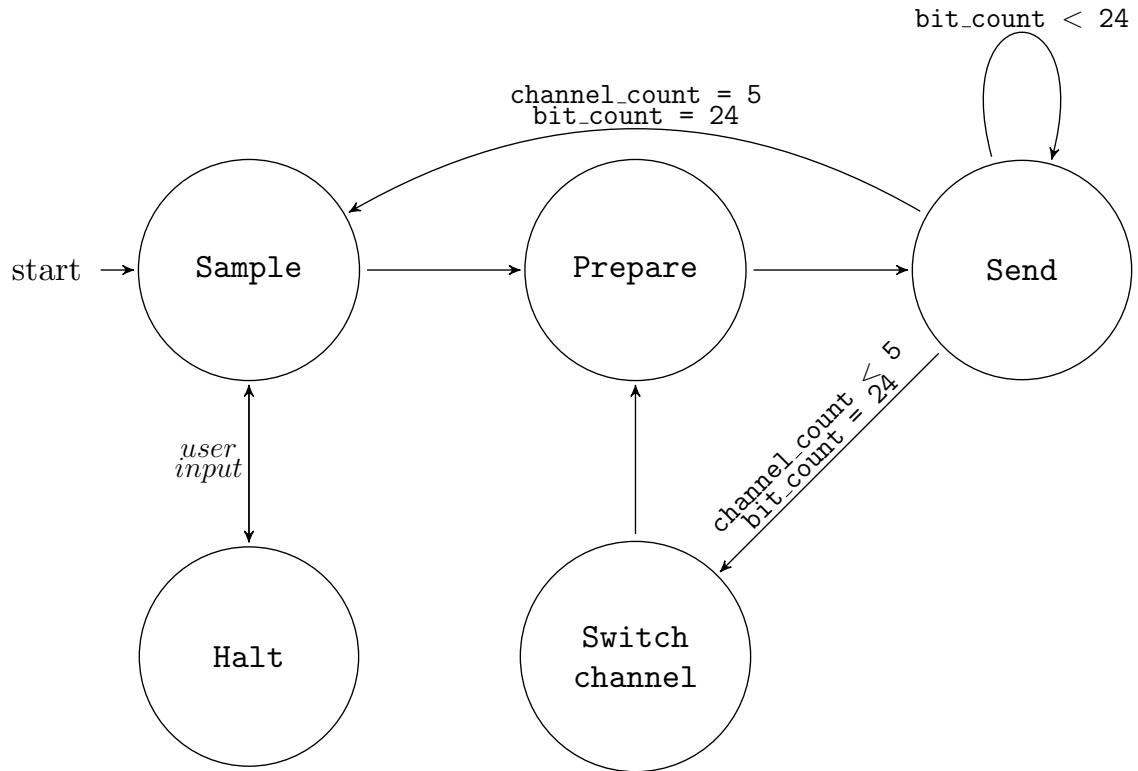 bit_count < 24
channel_count = 5
bit_count = 24
start
Sample
Prepare
Send
channel_count < 5
bit_count = 24
user
input
Halt
Switch
channel